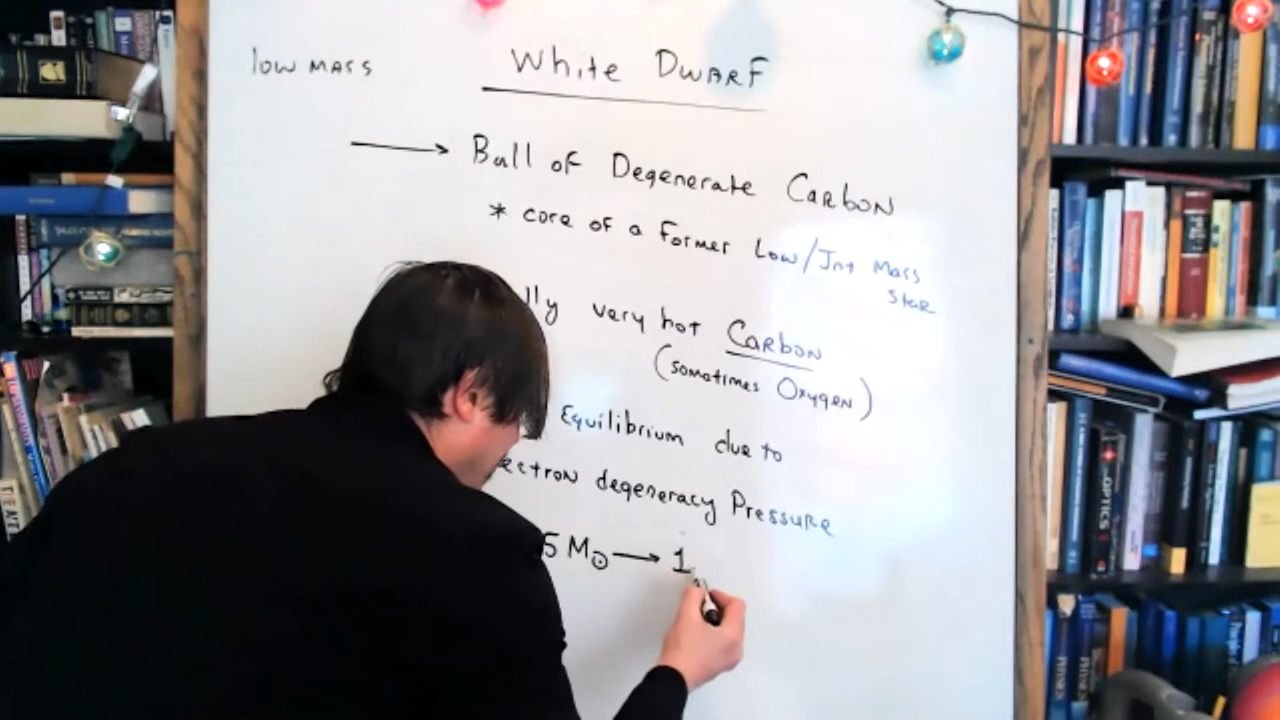 low mass
White Dwarf
→ Ball of Degenerate Carbon
* core of a former Low/Int Mass
Star
very hot Carbon
(sometimes Oxygen)
Equilibrium due to
degeneracy Pressure
5 M☉ → 1.
OPTICS